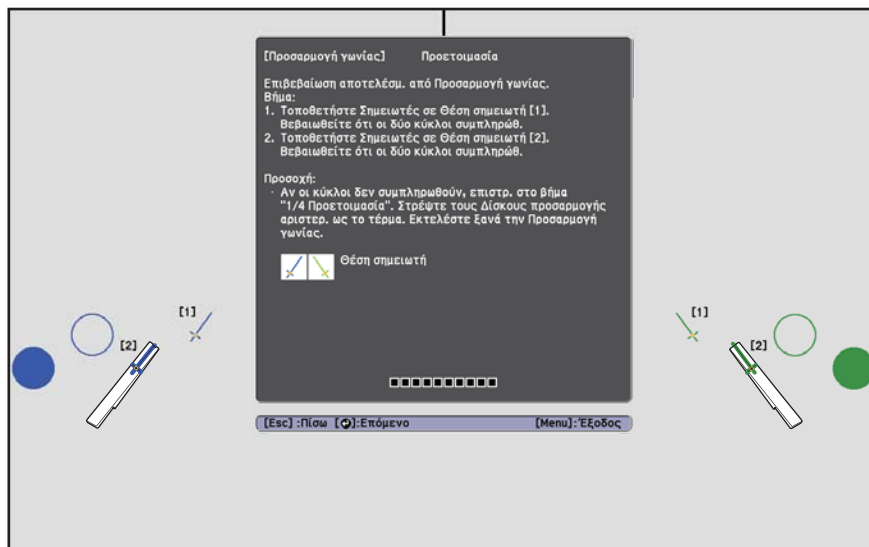 [Προσαρμογή γωνίας] Προετοιμασία
Επιβεβαίωση αποτελέσμ. από Προσαρμογή γωνίας.
Βήμα:
1. Τοποθετήστε Σημειωτές σε Θέση σημειωτή [1].
Βεβαιωθείτε ότι οι δύο κύκλοι συμπληρώθ.
2. Τοποθετήστε Σημειωτές σε Θέση σημειωτή [2].
Βεβαιωθείτε ότι οι δύο κύκλοι συμπληρώθ.
Προσοχή:
· Αν οι κύκλοι δεν συμπληρωθούν, επιστρ. στο βήμα
"1/4 Προετοιμασία". Στρέψτε τους Δίσκους προσαρμογής
αριστερ. ως το τέρμα. Εκτελέστε ξανά την Προσαρμογή
γωνίας.
Θέση σημειωτή
[1]
[2]
[1]
[2]
[Esc] :Πίσω [⏎]:Επόμενο [Menu]:Έξοδος